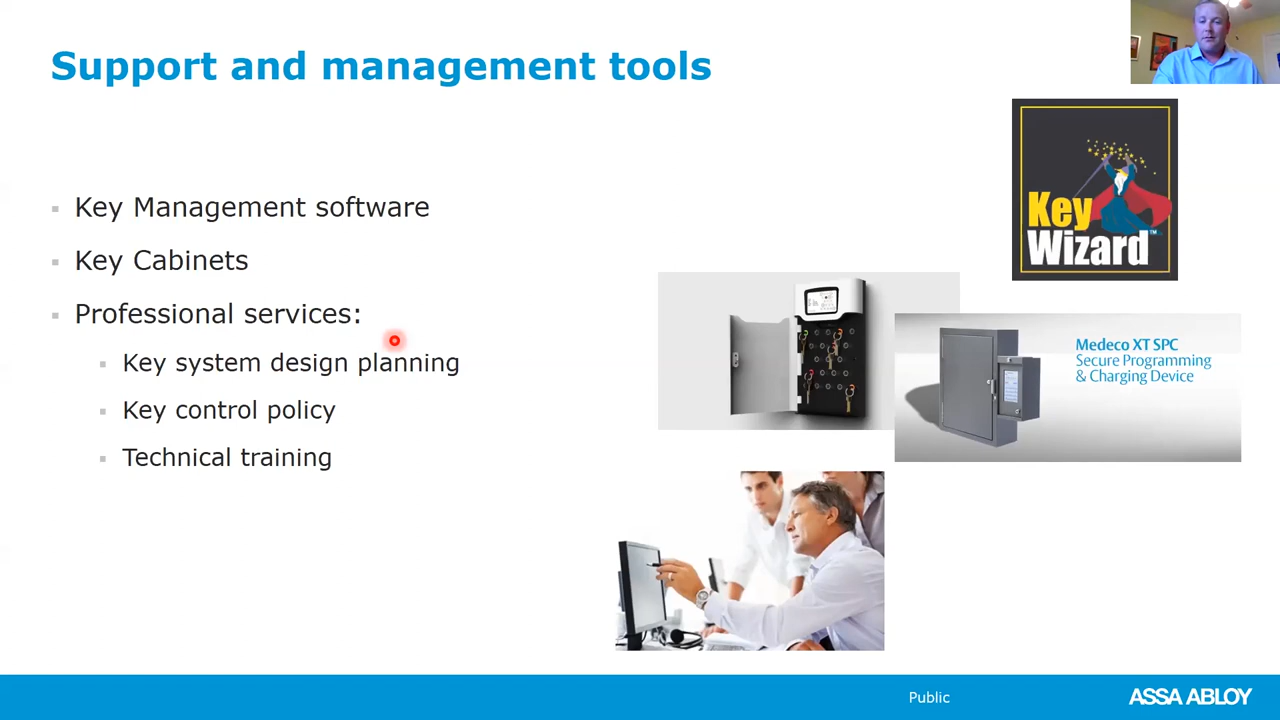 Support and management tools
Key Management software
Key Cabinets
Professional services:
Key system design planning
Key control policy
Technical training
Key
Wizard™
Medeco XT SPC
Secure Programming
& Charging Device
Public
ASSA ABLOY